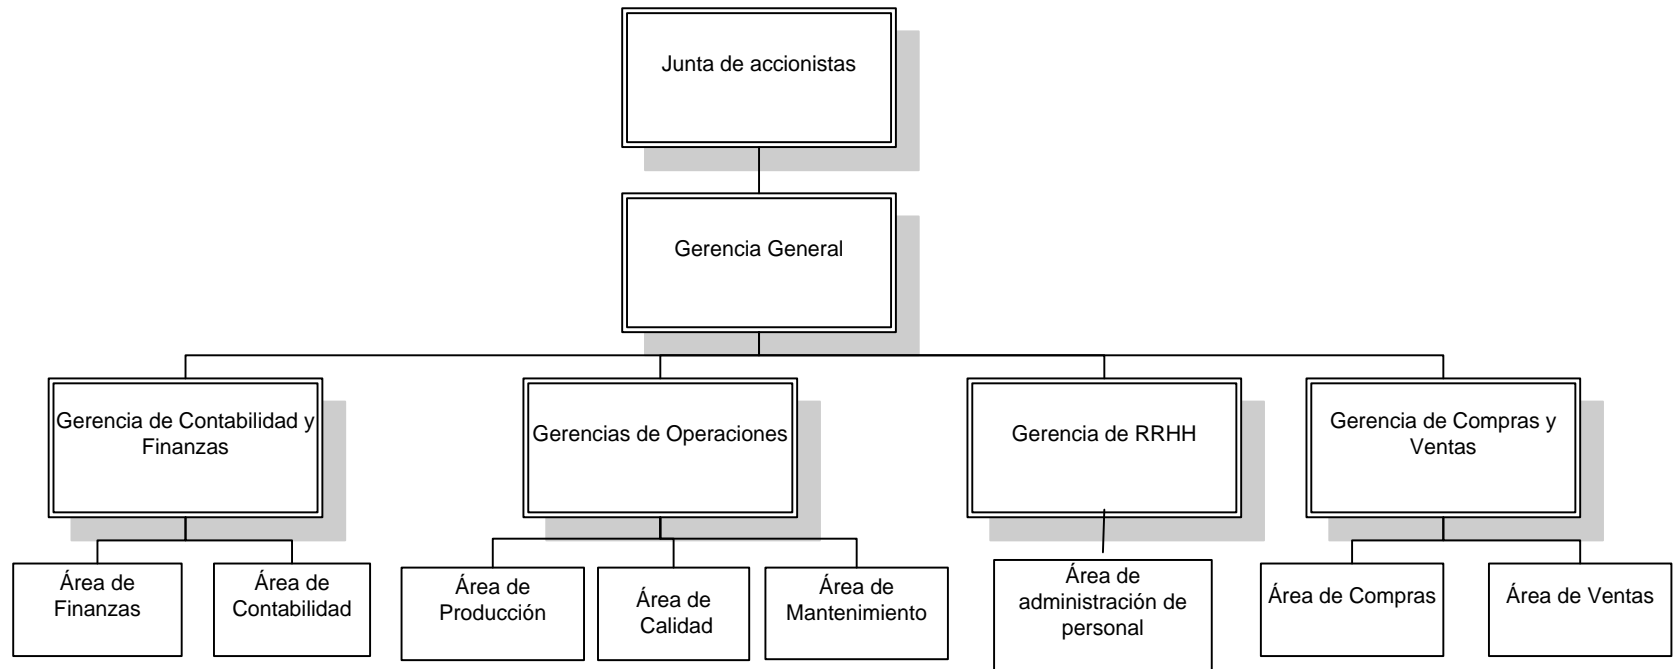 Junta de accionistas
Gerencia General
Gerencia de Contabilidad y
Finanzas
Gerencias de Operaciones
Gerencia de RRHH
Gerencia de Compras y
Ventas
Área de
Finanzas
Área de
Contabilidad
Área de
Producción
Área de
Calidad
Área de
Mantenimiento
Área de
administración de
personal
Área de Compras
Área de Ventas